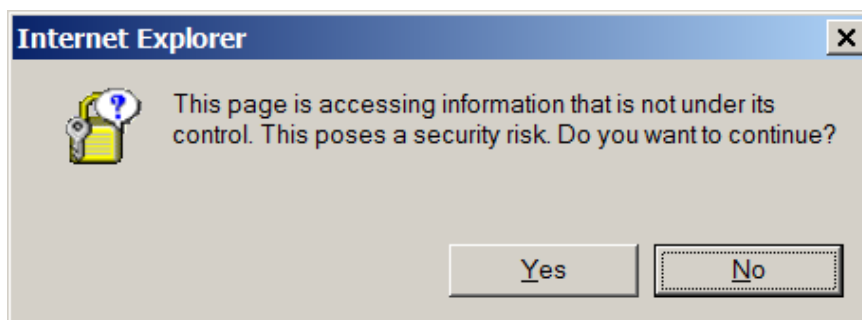 Internet Explorer
?
This page is accessing information that is not under its
control. This poses a security risk. Do you want to continue?
Yes
No